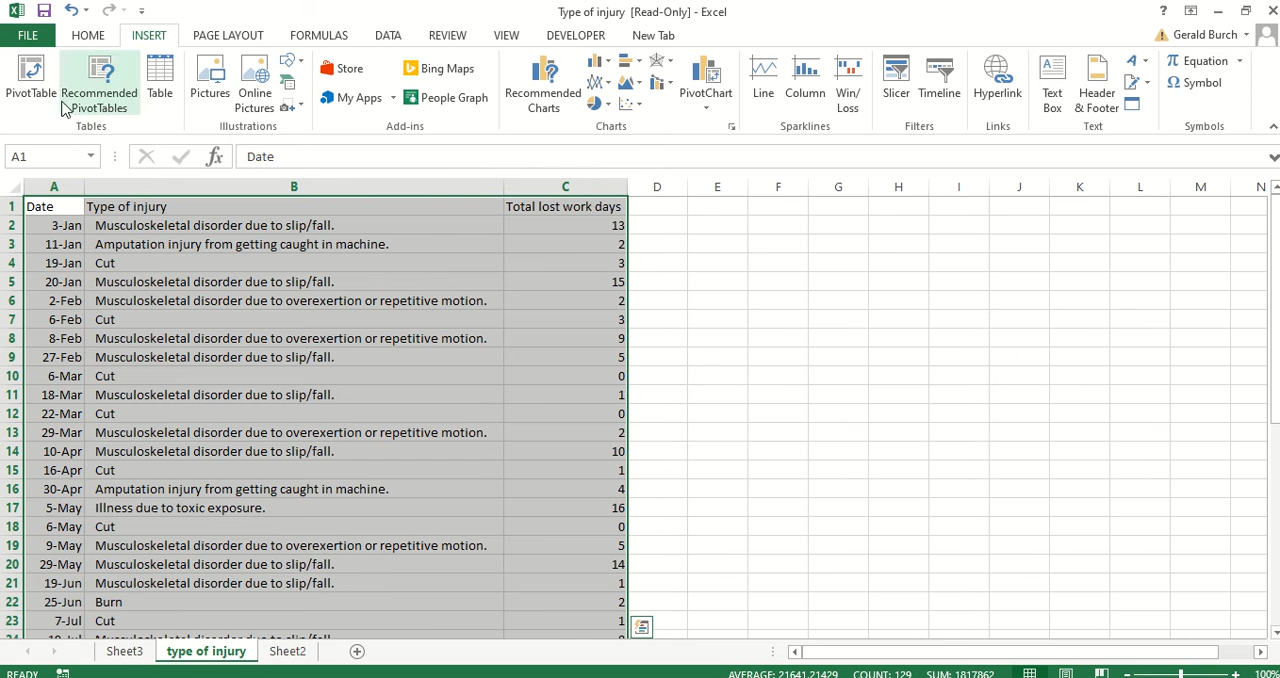 Type of injury [Read-Only] - Excel
?
FILE HOME INSERT PAGE LAYOUT FORMULAS DATA REVIEW VIEW DEVELOPER New Tab Gerald Burch
PivotTable Recommended PivotTables Table Pictures Online Pictures Store My Apps Bing Maps People Graph Recommended Charts PivotChart Line Column Win/ Loss Slicer Timeline Hyperlink Text Box Header & Footer Equation Symbol
Tables Illustrations Add-ins Charts Sparklines Filters Links Text Symbols
A1 fx Date
A B C D E F G H I J K L M N
1 Date Type of injury Total lost work days
2 3-Jan Musculoskeletal disorder due to slip/fall. 13
3 11-Jan Amputation injury from getting caught in machine. 2
4 19-Jan Cut 3
5 20-Jan Musculoskeletal disorder due to slip/fall. 15
6 2-Feb Musculoskeletal disorder due to overexertion or repetitive motion. 2
7 6-Feb Cut 3
8 8-Feb Musculoskeletal disorder due to overexertion or repetitive motion. 9
9 27-Feb Musculoskeletal disorder due to slip/fall. 5
10 6-Mar Cut 0
11 18-Mar Musculoskeletal disorder due to slip/fall. 1
12 22-Mar Cut 0
13 29-Mar Musculoskeletal disorder due to overexertion or repetitive motion. 2
14 10-Apr Musculoskeletal disorder due to slip/fall. 10
15 16-Apr Cut 1
16 30-Apr Amputation injury from getting caught in machine. 4
17 5-May Illness due to toxic exposure. 16
18 6-May Cut 0
19 9-May Musculoskeletal disorder due to overexertion or repetitive motion. 5
20 29-May Musculoskeletal disorder due to slip/fall. 14
21 19-Jun Musculoskeletal disorder due to slip/fall. 1
22 25-Jun Burn 2
23 7-Jul Cut 1
Musculoskeletal disorder due to slip/fall.
Sheet3 type of injury Sheet2
READY AVERAGE: 21641.21429 COUNT: 129 SUM: 1817862 100%